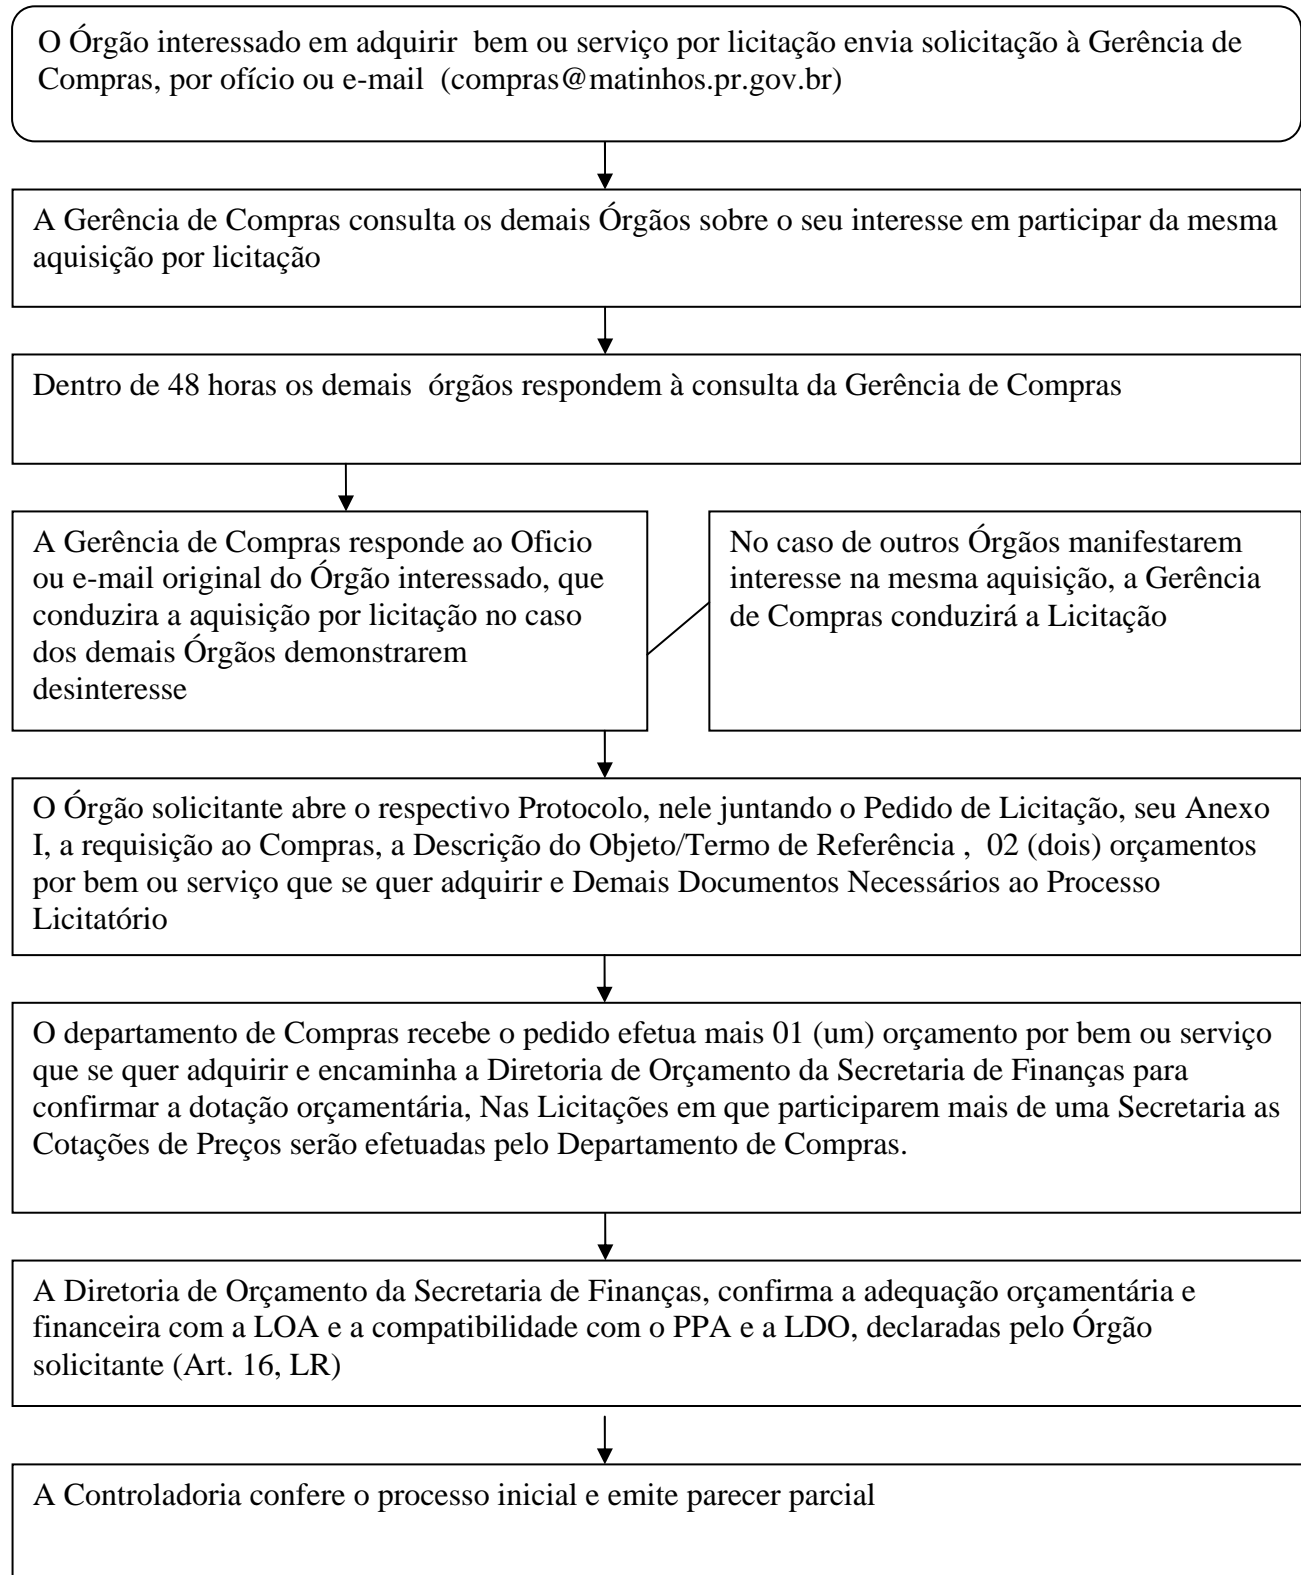 O Órgão interessado em adquirir  bem ou serviço por licitação envia solicitação à Gerência de
Compras, por ofício ou e-mail  (compras@matinhos.pr.gov.br)
A Gerência de Compras consulta os demais Órgãos sobre o seu interesse em participar da mesma
aquisição por licitação
Dentro de 48 horas os demais  órgãos respondem à consulta da Gerência de Compras
A Gerência de Compras responde ao Oficio
ou e-mail original do Órgão interessado, que
conduzira a aquisição por licitação no caso
dos demais Órgãos demonstrarem
desinteresse
No caso de outros Órgãos manifestarem
interesse na mesma aquisição, a Gerência
de Compras conduzirá a Licitação
O Órgão solicitante abre o respectivo Protocolo, nele juntando o Pedido de Licitação, seu Anexo
I, a requisição ao Compras, a Descrição do Objeto/Termo de Referência ,  02 (dois) orçamentos
por bem ou serviço que se quer adquirir e Demais Documentos Necessários ao Processo
Licitatório
O departamento de Compras recebe o pedido efetua mais 01 (um) orçamento por bem ou serviço
que se quer adquirir e encaminha a Diretoria de Orçamento da Secretaria de Finanças para
confirmar a dotação orçamentária, Nas Licitações em que participarem mais de uma Secretaria as
Cotações de Preços serão efetuadas pelo Departamento de Compras.
A Diretoria de Orçamento da Secretaria de Finanças, confirma a adequação orçamentária e
financeira com a LOA e a compatibilidade com o PPA e a LDO, declaradas pelo Órgão
solicitante (Art. 16, LR)
A Controladoria confere o processo inicial e emite parecer parcial